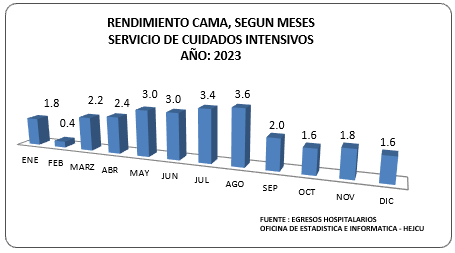 RENDIMIENTO CAMA, SEGUN MESES
SERVICIO DE CUIDADOS INTENSIVOS
AÑO: 2023
1.8
0.4
2.2
2.4
3.0
3.0
3.4
3.6
2.0
1.6
1.8
1.6
ENE
FEB
MARZ
ABR
MAY
JUN
JUL
AGO
SEP
OCT
NOV
DIC
FUENTE : EGRESOS HOSPITALARIOS
OFICINA DE ESTADISTICA E INFORMATICA - HEJCU